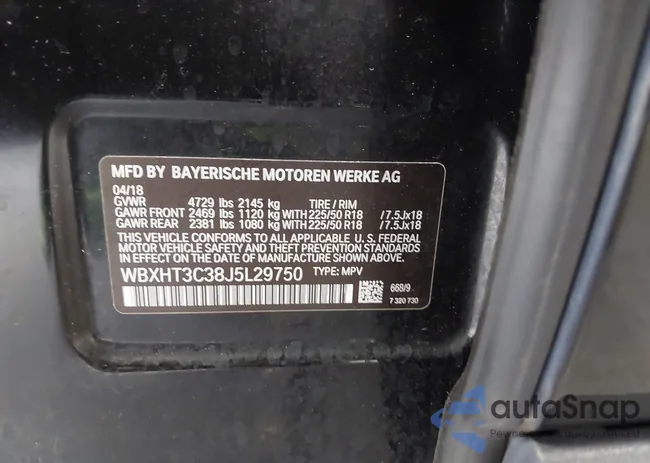 MFD BY BAYERISCHE MOTOREN WERKE AG
04/18
GVWR 4729 lbs 2145 kg TIRE / RIM
GAWR FRONT 2469 lbs 1120 kg WITH 225/50 R18 /7.5Jx18
GAWR REAR 2381 lbs 1080 kg WITH 225/50 R18 /7.5Jx18
THIS VEHICLE CONFORMS TO ALL APPLICABLE U. S. FEDERAL
MOTOR VEHICLE SAFETY AND THEFT PREVENTION STANDARDS
IN EFFECT ON THE DATE OF MANUFACTURE SHOWN ABOVE.
WBXHT3C38J5L29750 TYPE: MPV
668/9
7 320 730
autoSnap
Powered